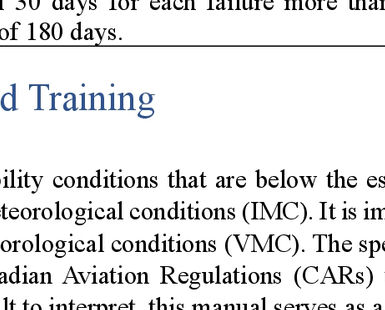 30 days for each failure more than
of 180 days.
d Training
ility conditions that are below the es
teorological conditions (IMC). It is im
orological conditions (VMC). The spe
adian Aviation Regulations (CARs)
lt to interpret, this manual serves as a